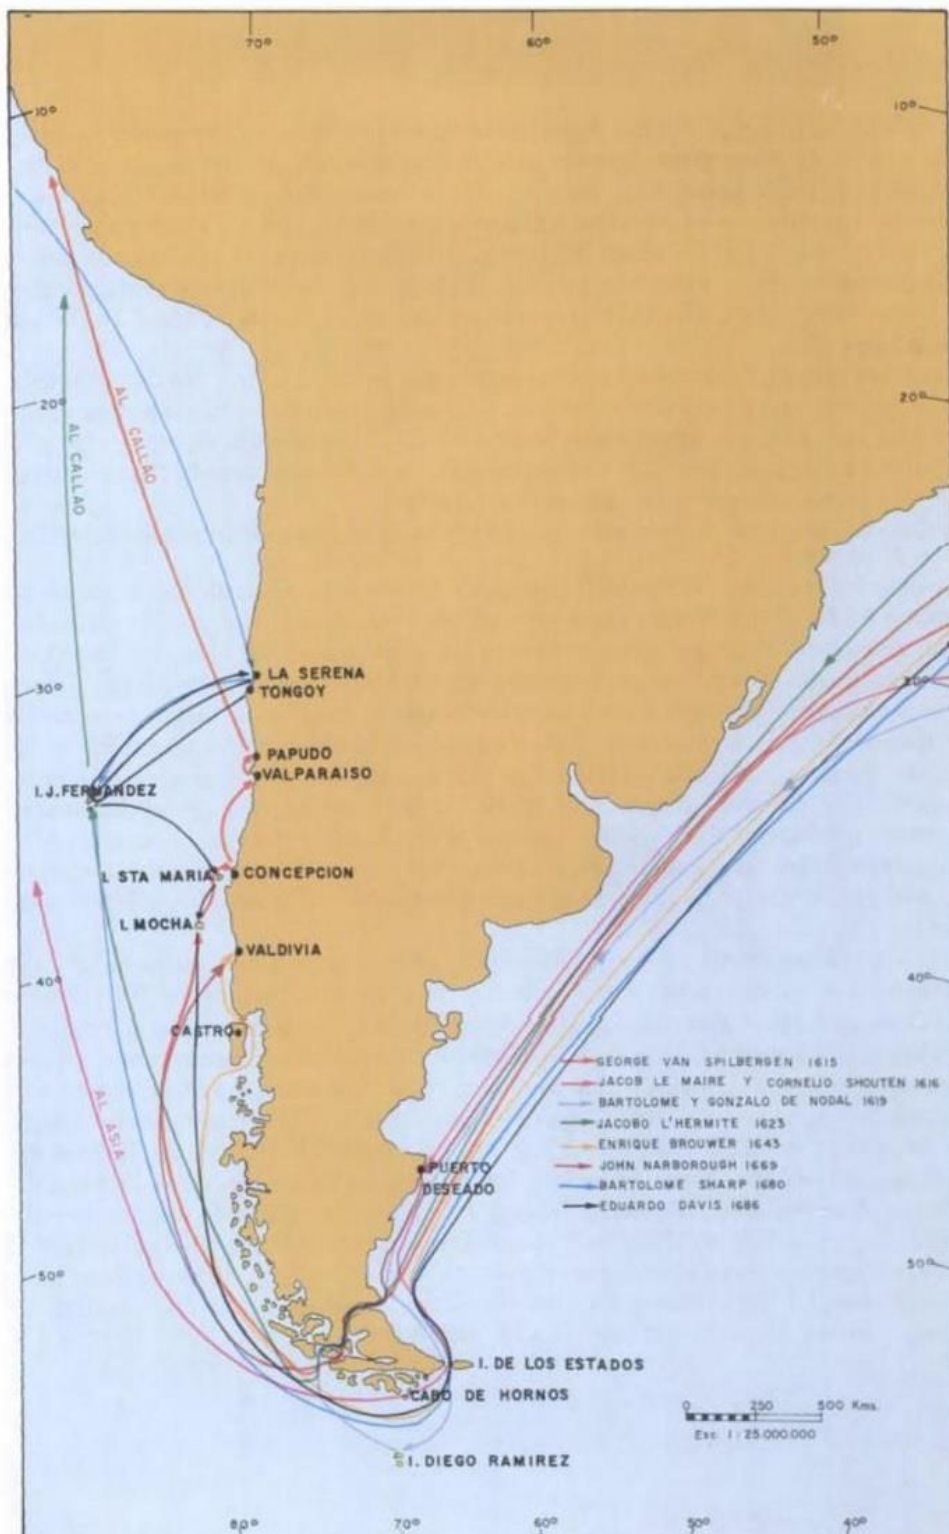 70° 60° 50°
10° 10°
20° 20°
AL CALLAO
AL CALLAO
LA SERENA
30° TONGOY 30°
PAPUDO
VALPARAISO
I. J. FERNANDEZ
I. STA MARIA CONCEPCION
I. MOCHA
VALDIVIA
40° 40°
CASTRO
AL ASIA
GEORGE VAN SPILBERGEN 1615
JACOB LE MAIRE Y CORNELIO SHOUTEN 1616
BARTOLOME Y GONZALO DE NODAL 1619
JACOBO L'HERMITE 1623
ENRIQUE BROUWER 1643
JOHN NARBOROUGH 1669
BARTOLOME SHARP 1680
EDUARDO DAVIS 1686
PUERTO
DESEADO
50° 50°
I. DE LOS ESTADOS
CABO DE HORNOS
0 250 500 Kms.
Esc. 1:25.000.000
I. DIEGO RAMIREZ
80° 70° 60° 50° 40°